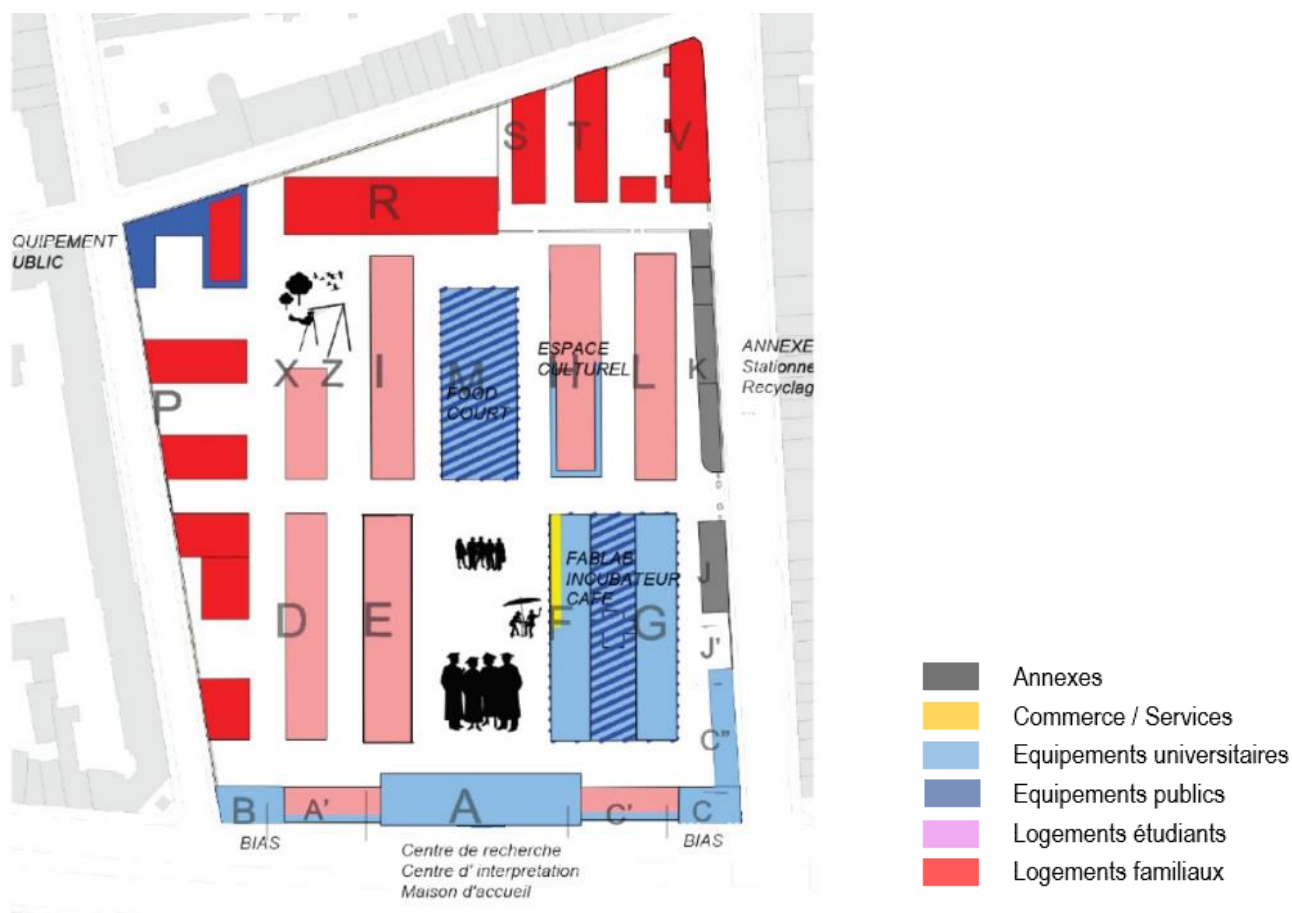 S T V
R
QUIPEMENT
UBLIC
X Z I M H L K
ESPACE
CULTUREL
FOOD
COURT
ANNEXE
Stationne
Recyclag
...
P
FABLAB
INCUBATEUR
CAFE
D E F G J
J'
C"
B A' A C' C
BIAS
BIAS
Centre de recherche
Centre d' interpretation
Maison d'accueil
Annexes
Commerce / Services
Equipements universitaires
Equipements publics
Logements étudiants
Logements familiaux